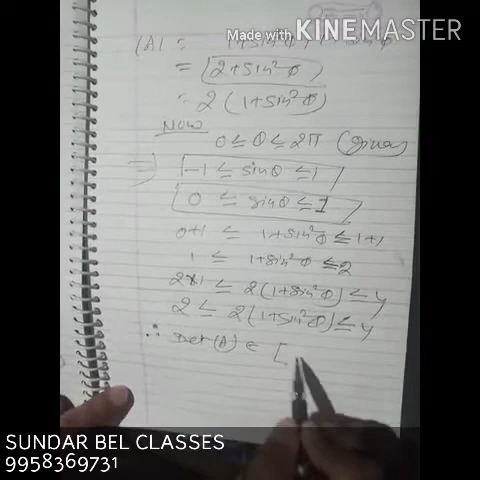 Made with KINEMASTER
|A| =
= 2+sin²θ
= 2(1+sin²θ)
Now
0 ≤ θ ≤ 2π (given)
⇒ -1 ≤ sinθ ≤ 1
0 ≤ sinθ ≤ 1
0+1 ≤ 1+sin²θ ≤ 1+1
1 ≤ 1+sin²θ ≤ 2
2×1 ≤ 2(1+sin²θ) ≤ 4
2 ≤ 2(1+sin²θ) ≤ 4
∴ Det(A) ∈ [
SUNDAR BEL CLASSES
9958369731